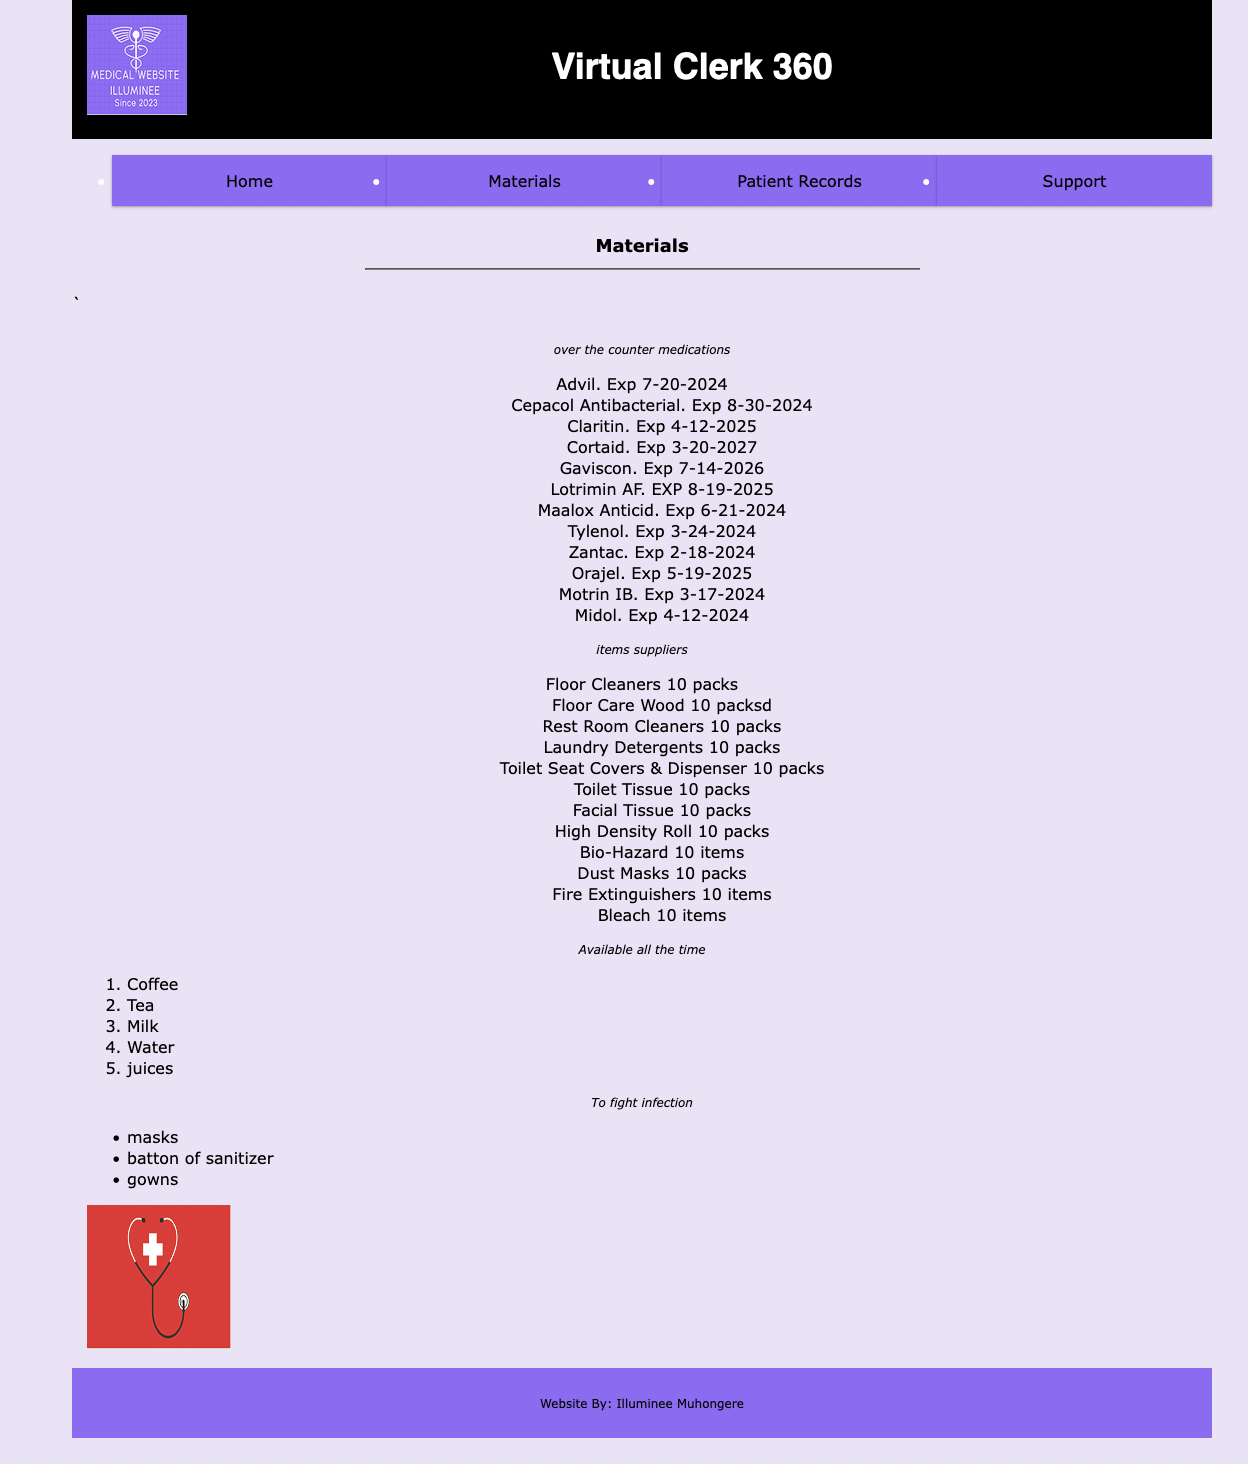 MEDICAL WEBSITE
ILLUMINEE
Since 2023
Virtual Clerk 360
Home
Materials
Patient Records
Support
Materials
`
over the counter medications
Advil. Exp 7-20-2024
Cepacol Antibacterial. Exp 8-30-2024
Claritin. Exp 4-12-2025
Cortaid. Exp 3-20-2027
Gaviscon. Exp 7-14-2026
Lotrimin AF. EXP 8-19-2025
Maalox Anticid. Exp 6-21-2024
Tylenol. Exp 3-24-2024
Zantac. Exp 2-18-2024
Orajel. Exp 5-19-2025
Motrin IB. Exp 3-17-2024
Midol. Exp 4-12-2024
items suppliers
Floor Cleaners 10 packs
Floor Care Wood 10 packsd
Rest Room Cleaners 10 packs
Laundry Detergents 10 packs
Toilet Seat Covers & Dispenser 10 packs
Toilet Tissue 10 packs
Facial Tissue 10 packs
High Density Roll 10 packs
Bio-Hazard 10 items
Dust Masks 10 packs
Fire Extinguishers 10 items
Bleach 10 items
Available all the time
1. Coffee
2. Tea
3. Milk
4. Water
5. juices
To fight infection
• masks
• batton of sanitizer
• gowns
Website By: Illuminee Muhongere